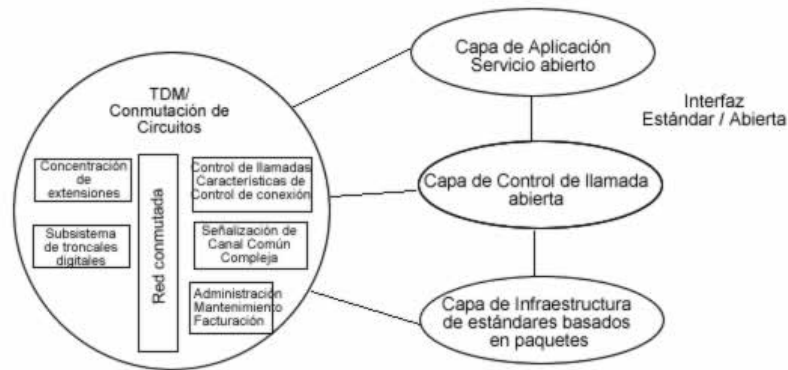 TDM/
Conmutación de
Circuitos
Concentración
de
extensiones
Subsistema
de troncales
digitales
Red conmutada
Control de llamadas
Características de
Control de conexión
Señalización de
Canal Común
Compleja
Administración
Mantenimiento
Facturación
Capa de Aplicación
Servicio abierto
Interfaz
Estándar / Abierta
Capa de Control de llamada
abierta
Capa de Infraestructura
de estándares basados
en paquetes